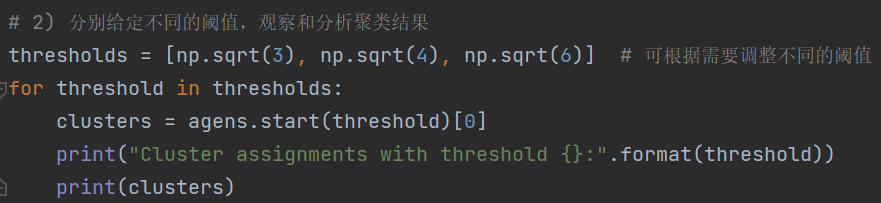 # 2) 分别给定不同的阈值，观察和分析聚类结果
thresholds = [np.sqrt(3), np.sqrt(4), np.sqrt(6)]  # 可根据需要调整不同的阈值
for threshold in thresholds:
    clusters = agens.start(threshold)[0]
    print("Cluster assignments with threshold {}:".format(threshold))
    print(clusters)